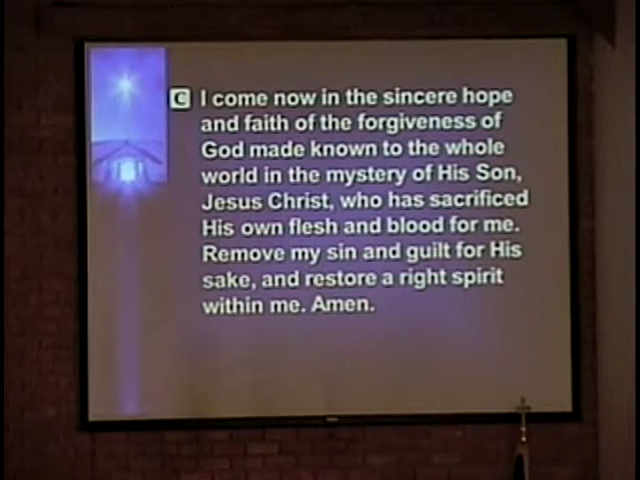 C I come now in the sincere hope
and faith of the forgiveness of
God made known to the whole
world in the mystery of His Son,
Jesus Christ, who has sacrificed
His own flesh and blood for me.
Remove my sin and guilt for His
sake, and restore a right spirit
within me. Amen.